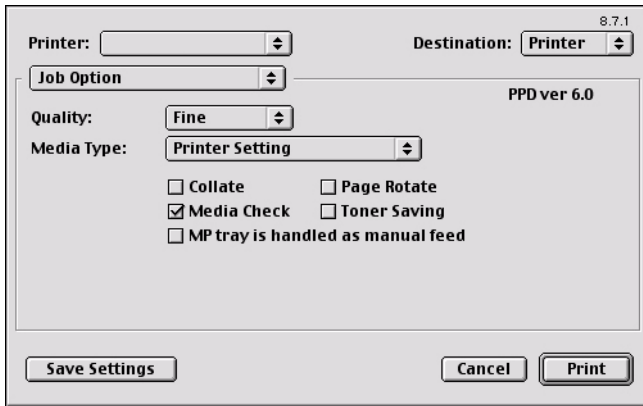 8.7.1
Printer: Destination: Printer
Job Option
PPD ver 6.0
Quality: Fine
Media Type: Printer Setting
Collate Page Rotate
Media Check Toner Saving
MP tray is handled as manual feed
Save Settings Cancel Print